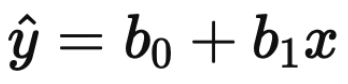 ŷ = b₀ + b₁x